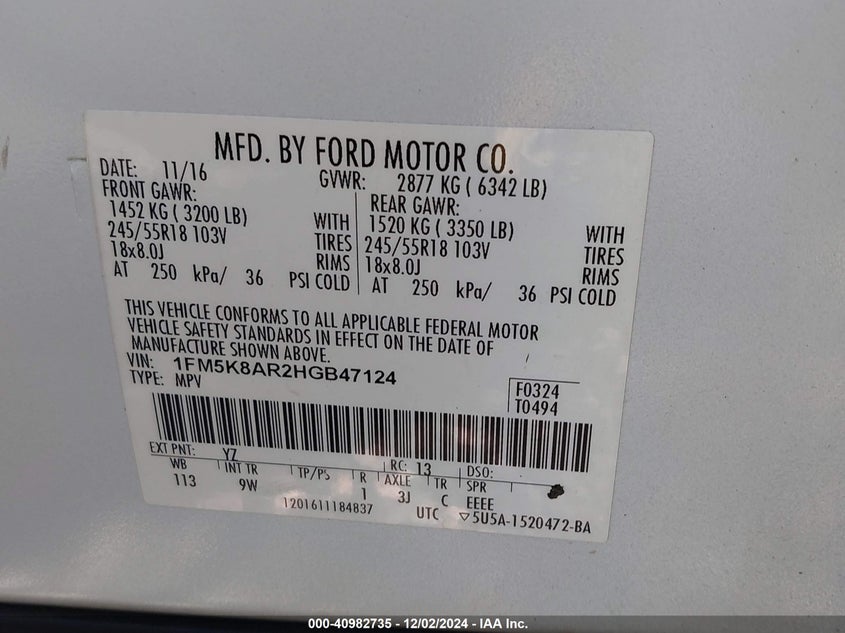 MFD. BY FORD MOTOR CO.
DATE: 11/16 GVWR: 2877 KG ( 6342 LB)
FRONT GAWR: REAR GAWR:
1452 KG ( 3200 LB) WITH 1520 KG ( 3350 LB) WITH
245/55R18 103V TIRES 245/55R18 103V TIRES
18x8.0J RIMS 18x8.0J RIMS
AT 250 kPa/ 36 PSI COLD AT 250 kPa/ 36 PSI COLD
THIS VEHICLE CONFORMS TO ALL APPLICABLE FEDERAL MOTOR
VEHICLE SAFETY STANDARDS IN EFFECT ON THE DATE OF
MANUFACTURE SHOWN ABOVE.
VIN: 1FM5K8AR2HGB47124
TYPE: MPV
F0324
T0494
EXT PNT: YZ RC: 13 DSO:
WB INT TR TP/PS R AXLE TR SPR
113 9W 1 3J C EEEE
1201611184837 UTC ▽5U5A-1520472-BA
000-40982735 - 12/02/2024 - IAA Inc.